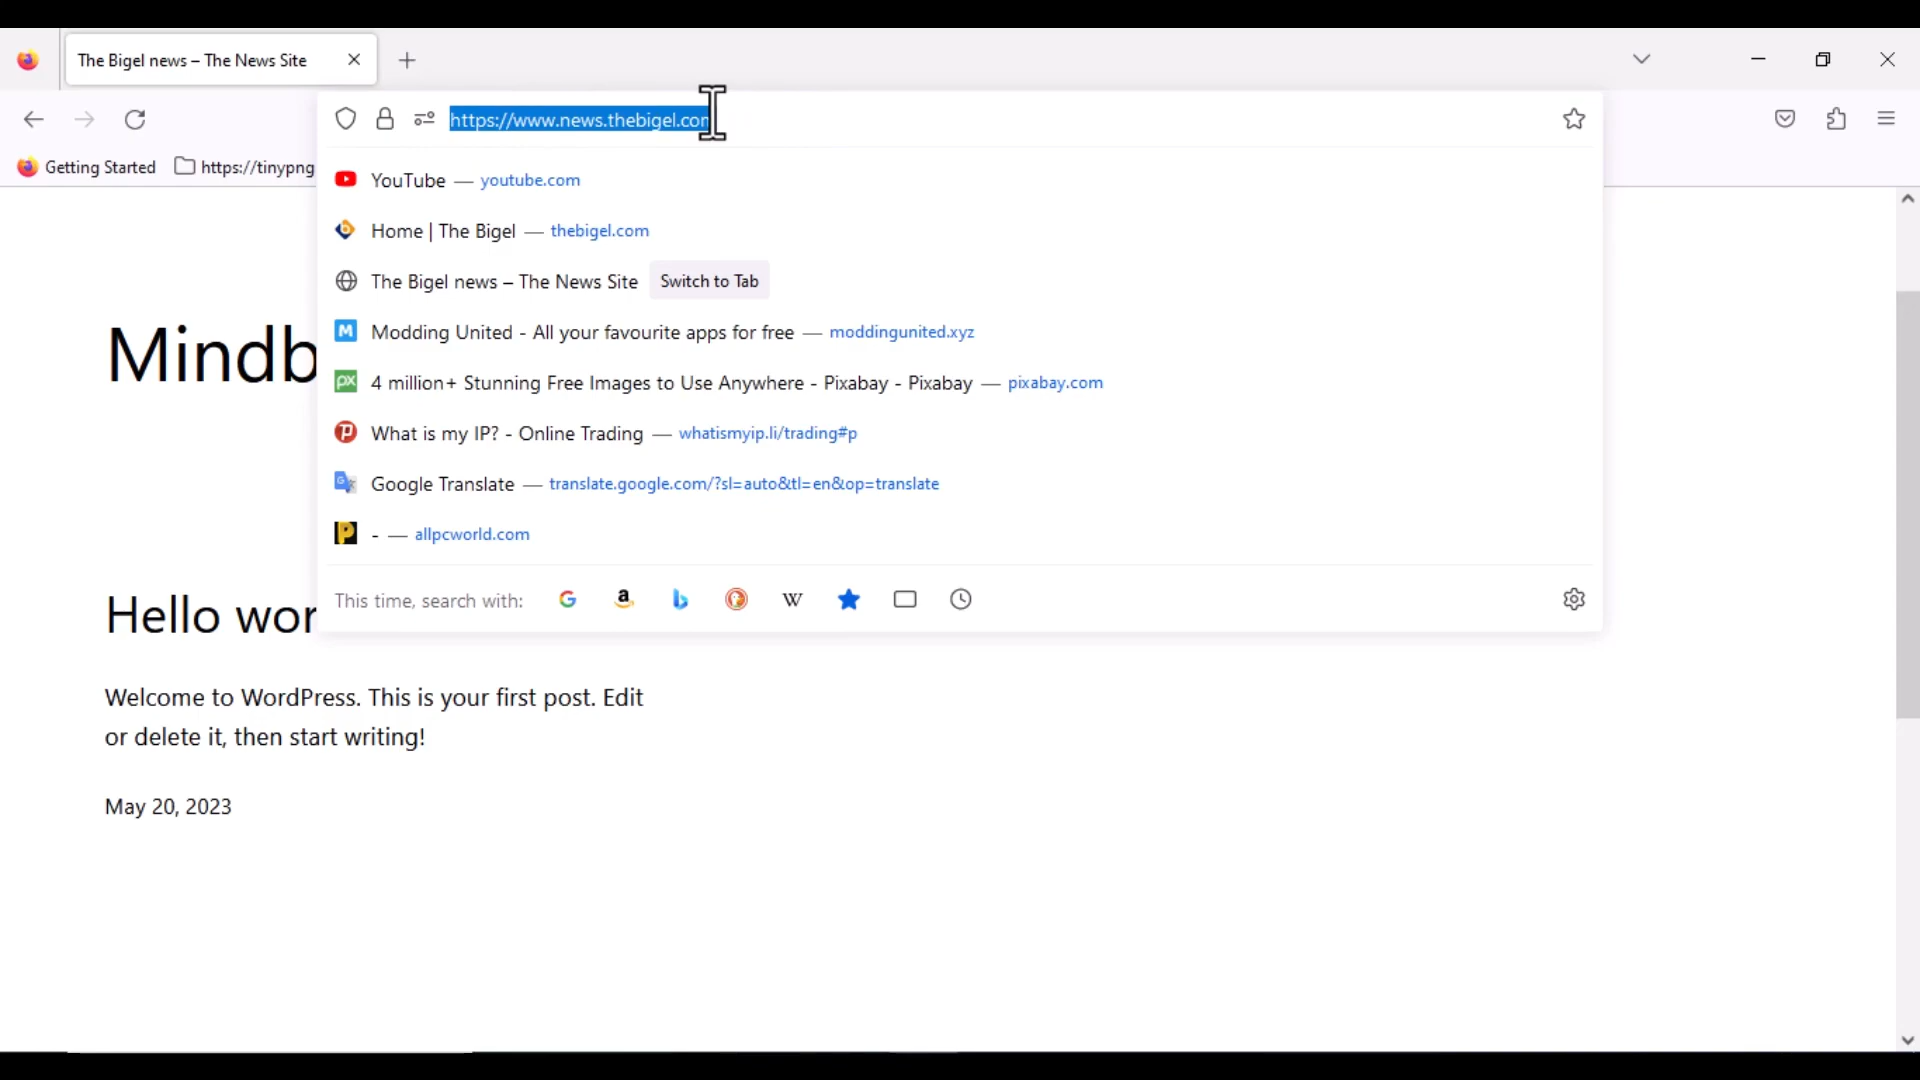 The Bigel news – The News Site
https://www.news.thebigel.com
Getting Started
https://tinypng
YouTube — youtube.com
Home | The Bigel — thebigel.com
The Bigel news – The News Site Switch to Tab
Modding United - All your favourite apps for free — moddingunited.xyz
4 million+ Stunning Free Images to Use Anywhere - Pixabay - Pixabay — pixabay.com
What is my IP? - Online Trading — whatismyip.li/trading#p
Google Translate — translate.google.com/?sl=auto&tl=en&op=translate
- — allpcworld.com
This time, search with:
Mindb
Hello wor
Welcome to WordPress. This is your first post. Edit
or delete it, then start writing!
May 20, 2023